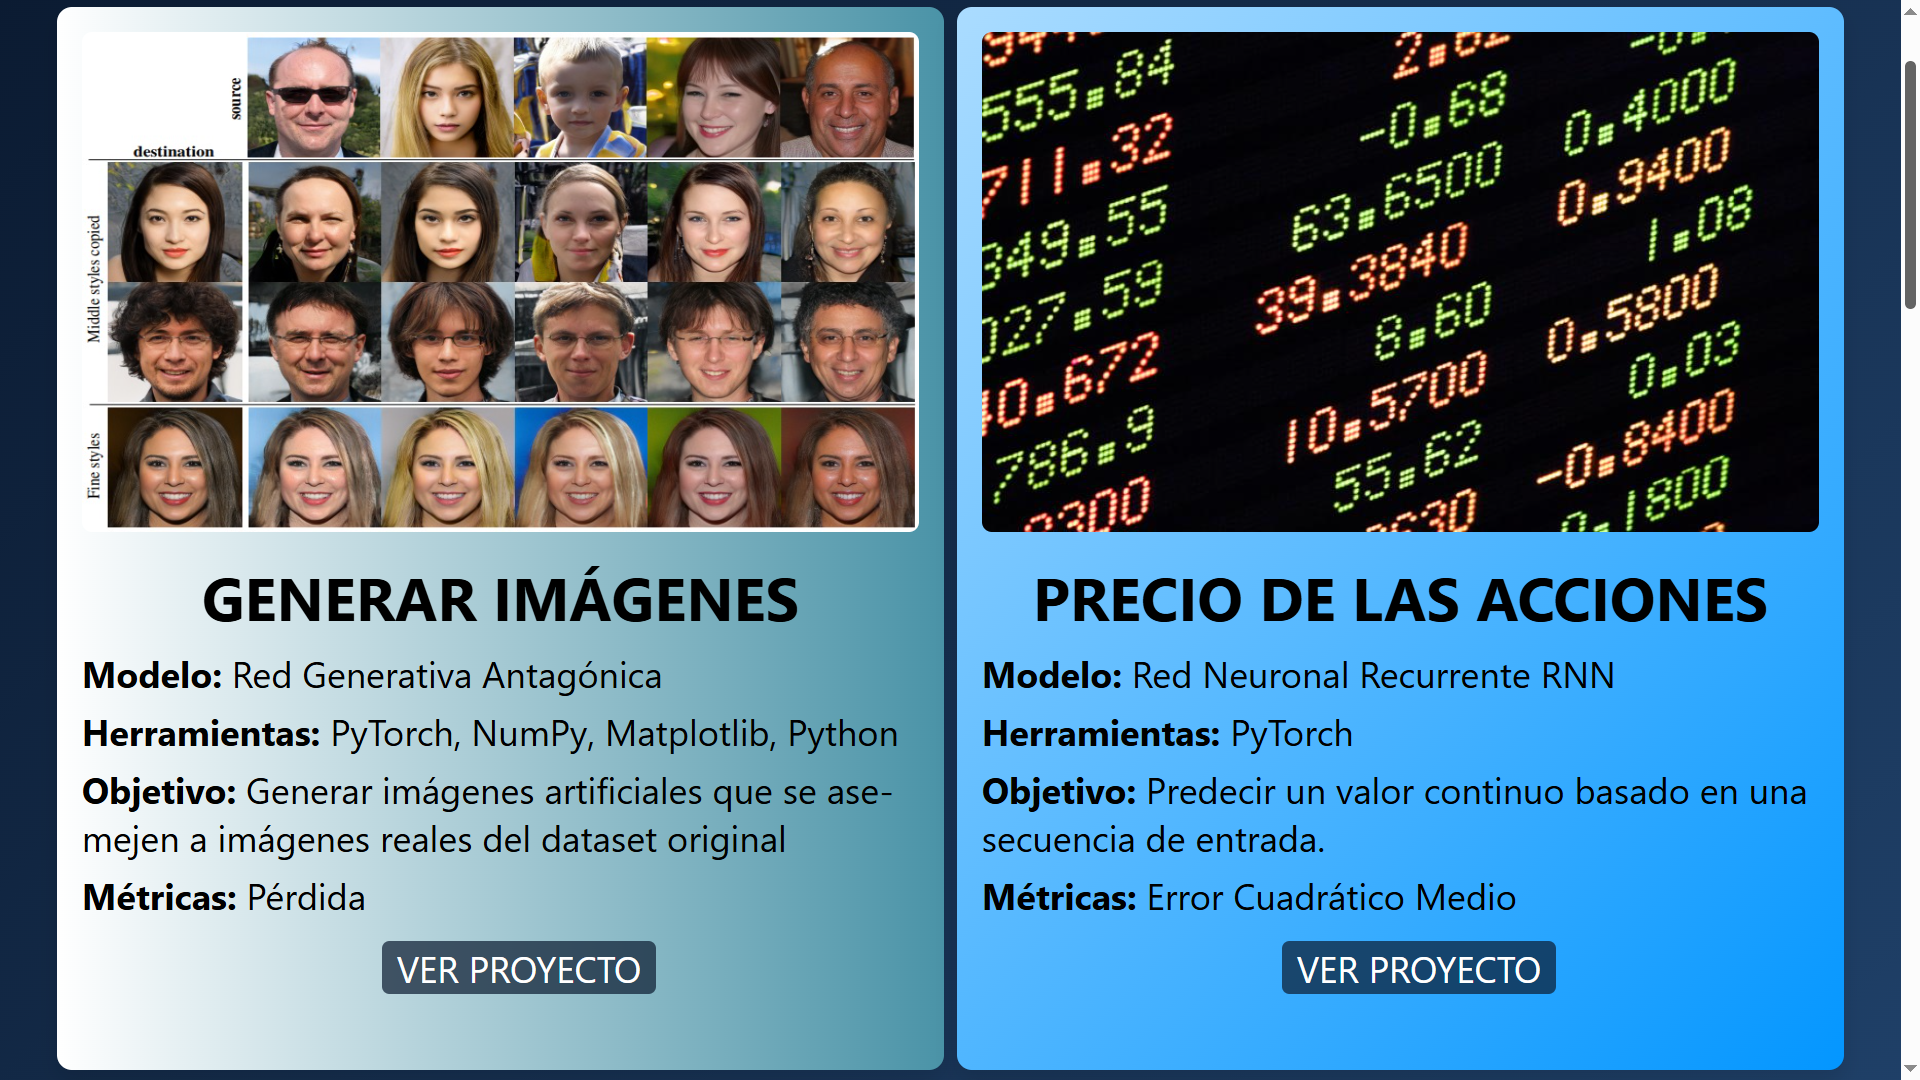 source
destination
Middle styles copied
Fine styles
GENERAR IMÁGENES
Modelo: Red Generativa Antagónica
Herramientas: PyTorch, NumPy, Matplotlib, Python
Objetivo: Generar imágenes artificiales que se ase-
mejen a imágenes reales del dataset original
Métricas: Pérdida
VER PROYECTO
555.84
-0.68
0.4000
711.32
63.6500
0.9400
349.55
39.3840
1.08
027.59
8.60
0.5800
40.672
10.5700
0.03
786.9
55.62
-0.8400
0.1800
PRECIO DE LAS ACCIONES
Modelo: Red Neuronal Recurrente RNN
Herramientas: PyTorch
Objetivo: Predecir un valor continuo basado en una
secuencia de entrada.
Métricas: Error Cuadrático Medio
VER PROYECTO